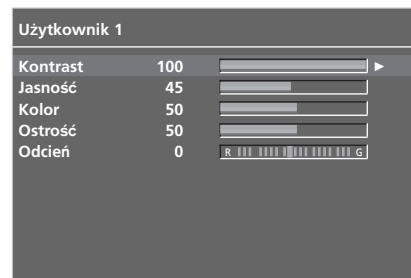 Użytkownik 1
Kontrast 100
Jasność 45
Kolor 50
Ostrość 50
Odcień 0 R G